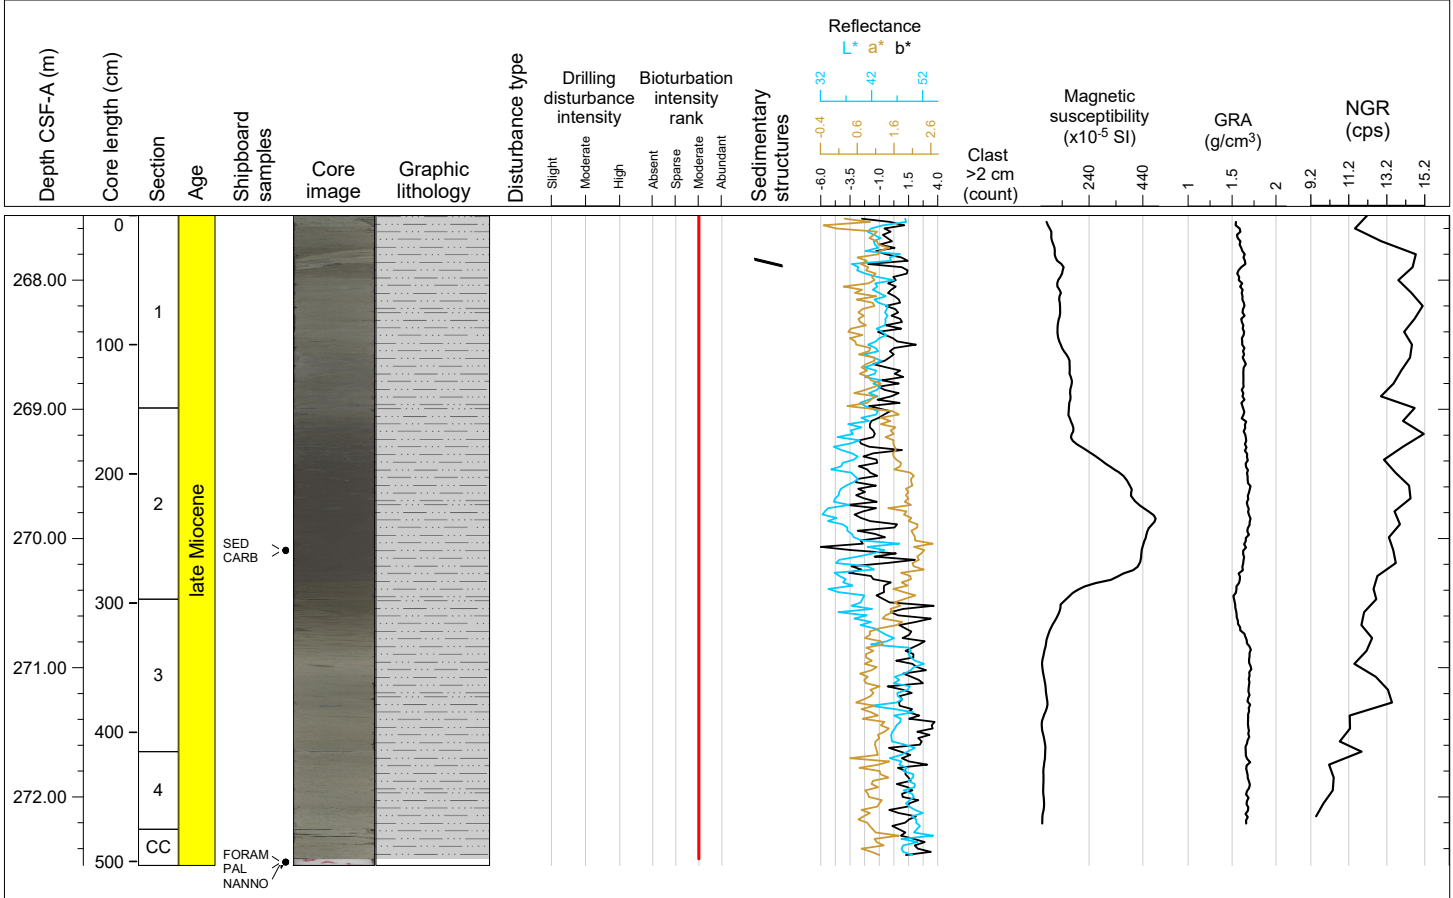 Depth CSF-A (m)
Core length (cm)
Section
Age
Shipboard
samples
Core
image
Graphic
lithology
Disturbance type
Drilling
disturbance
intensity
Slight
Moderate
High
Bioturbation
intensity
rank
Absent
Sparse
Moderate
Abundant
Sedimentary
structures
Reflectance
L* a* b*
32 42 52
-0.4 0.6 1.6 2.6
-6.0 -3.5 -1.0 1.5 4.0
Clast
>2 cm
(count)
Magnetic
susceptibility
(x10-5 SI)
240 440
GRA
(g/cm3)
1 1.5 2
NGR
(cps)
9.2 11.2 13.2 15.2
0
268.00
1
100
269.00
200
2
late Miocene
270.00
SED
CARB
300
271.00
3
400
272.00
4
CC
500
FORAM
PAL
NANNO